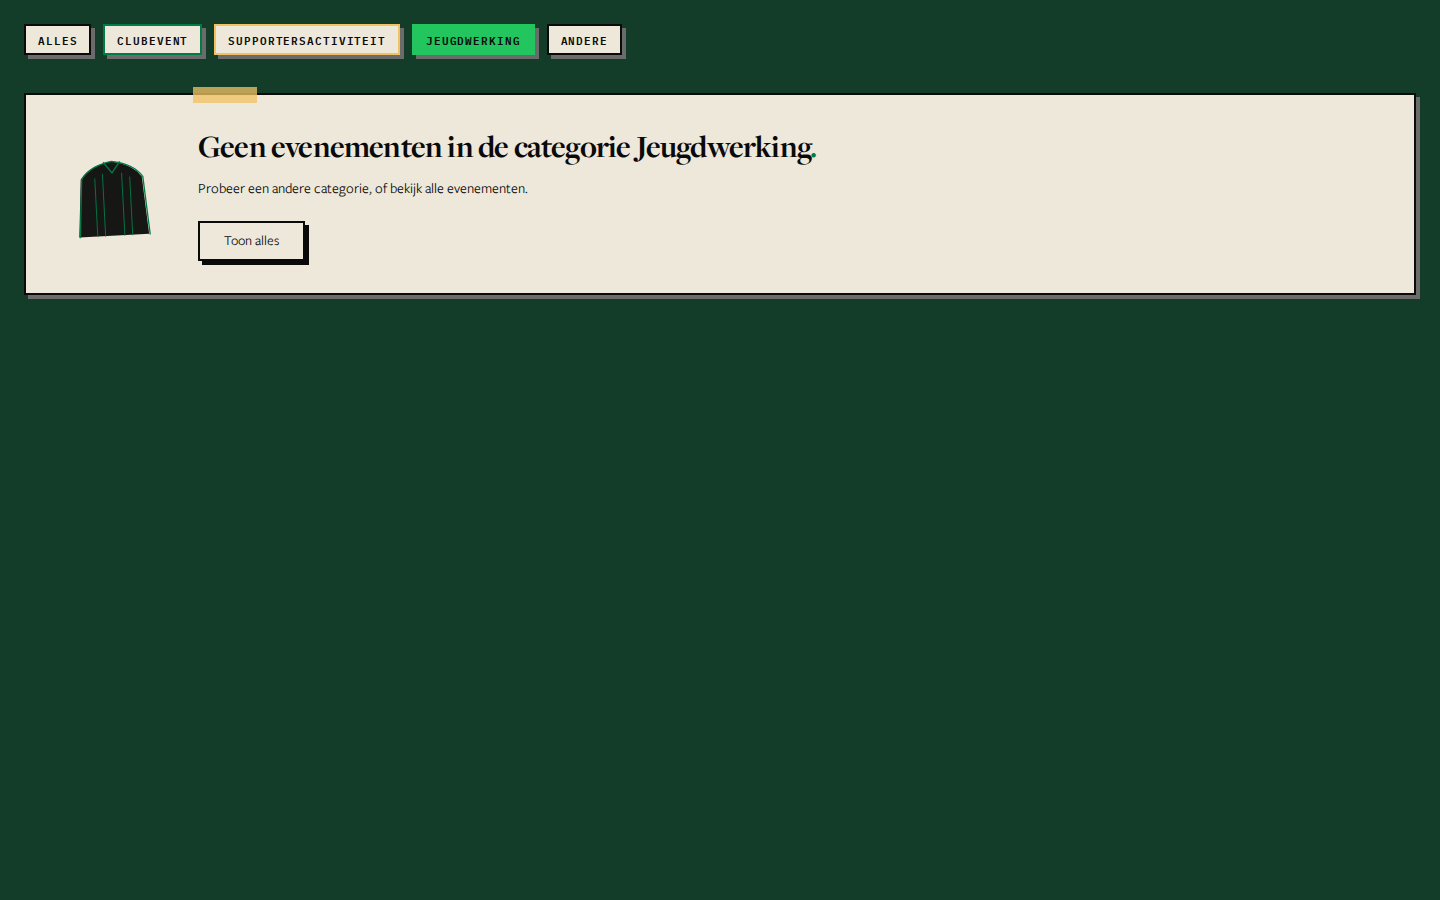 ALLES
CLUBEVENT
SUPPORTERSACTIVITEIT
JEUGDWERKING
ANDERE
Geen evenementen in de categorie Jeugdwerking.
Probeer een andere categorie, of bekijk alle evenementen.
Toon alles